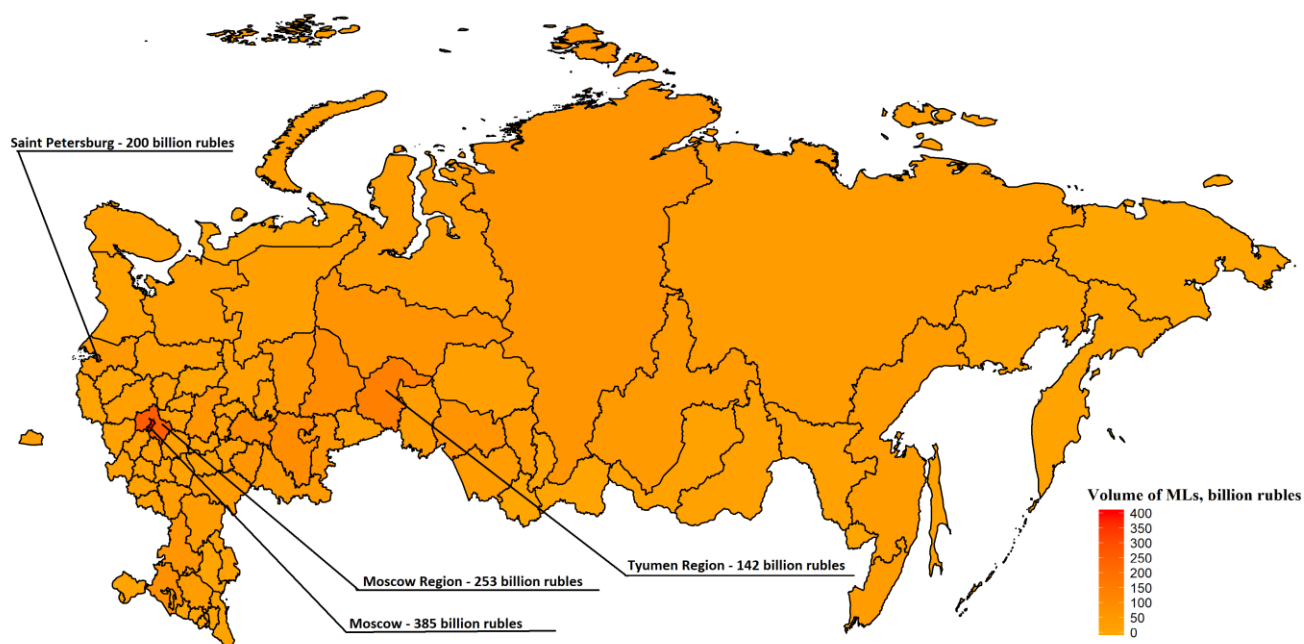 Saint Petersburg - 200 billion rubles
Volume of MLs, billion rubles
400
350
300
250
200
150
100
50
0
Tyumen Region - 142 billion rubles
Moscow Region - 253 billion rubles
Moscow - 385 billion rubles